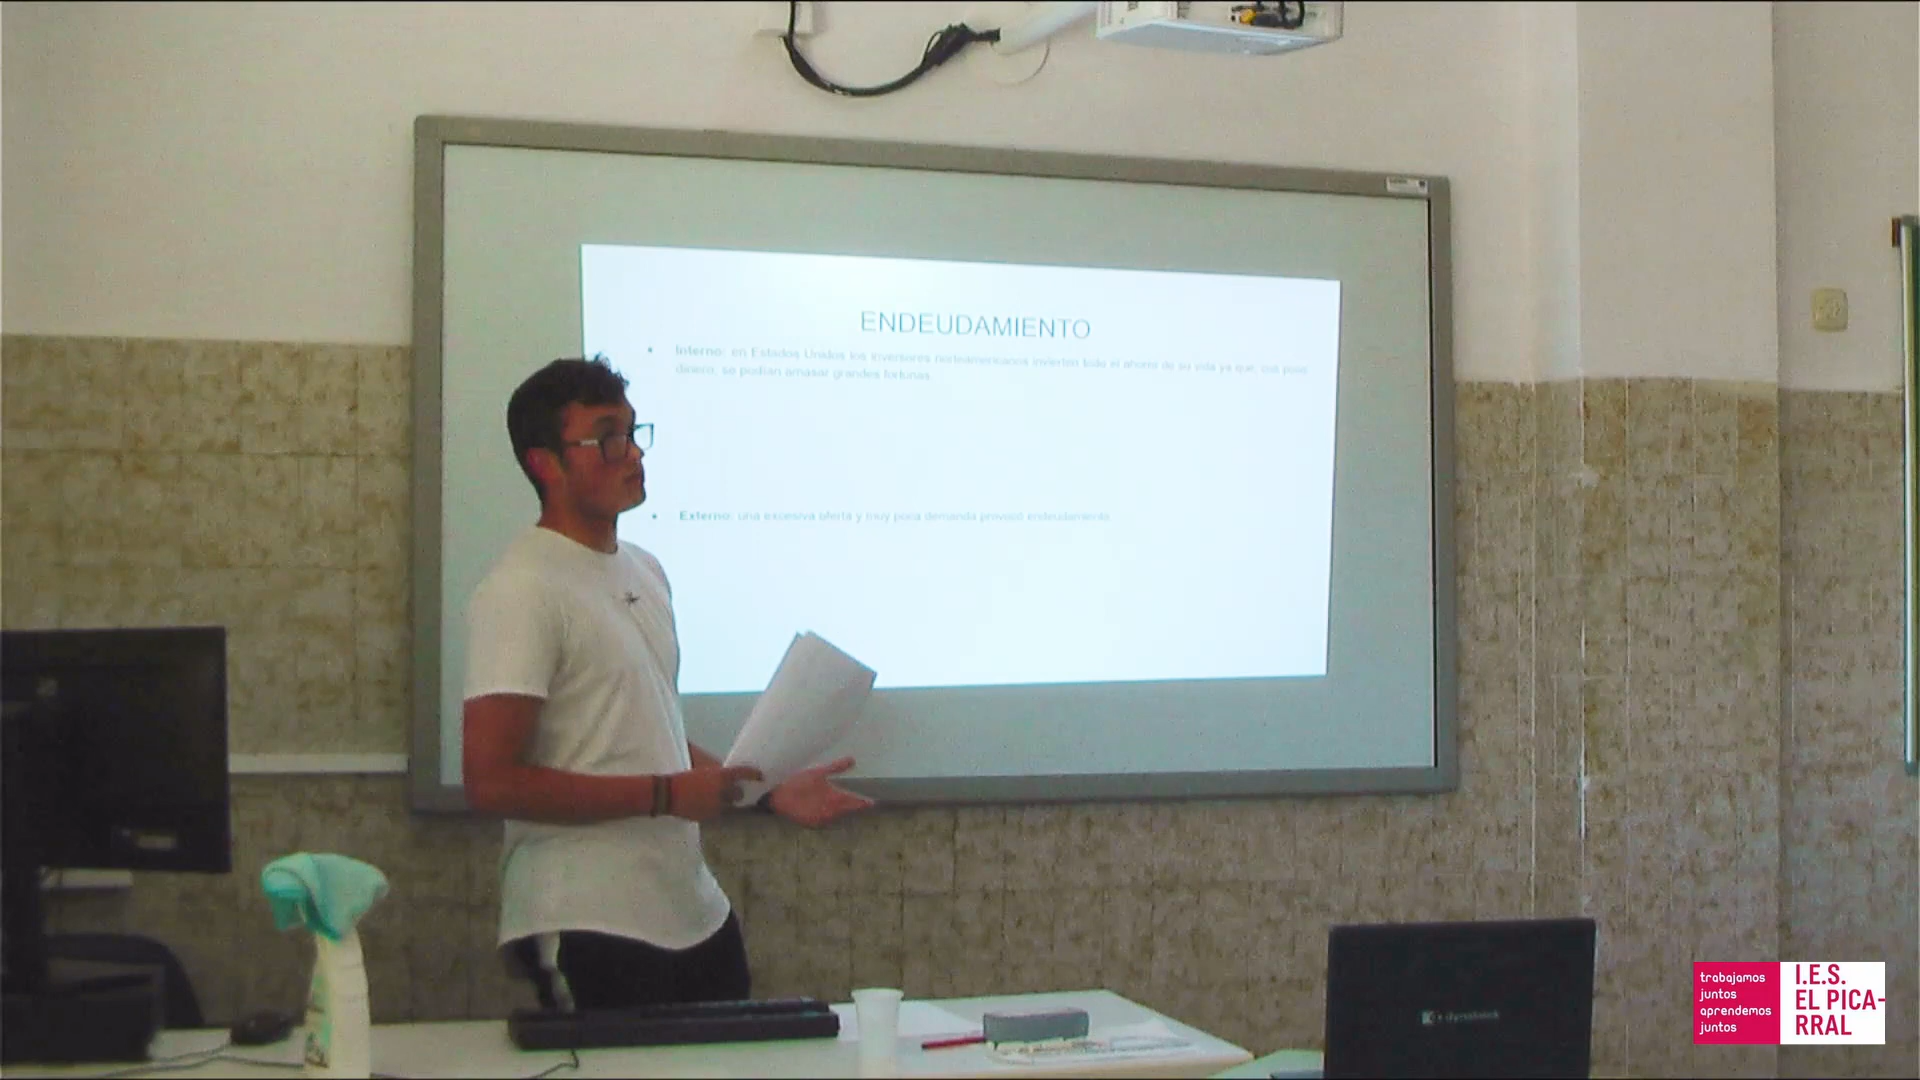 ENDEUDAMIENTO
• Interno: en Estados Unidos los inversores norteamericanos invierten todo el ahorro de su vida ya que, con poco
dinero, se podían amasar grandes fortunas.
• Externo: una excesiva oferta y muy poca demanda provocó endeudamiento.
dynabook
trabajamos
juntos
aprendemos
juntos
I.E.S.
EL PICA-
RRAL